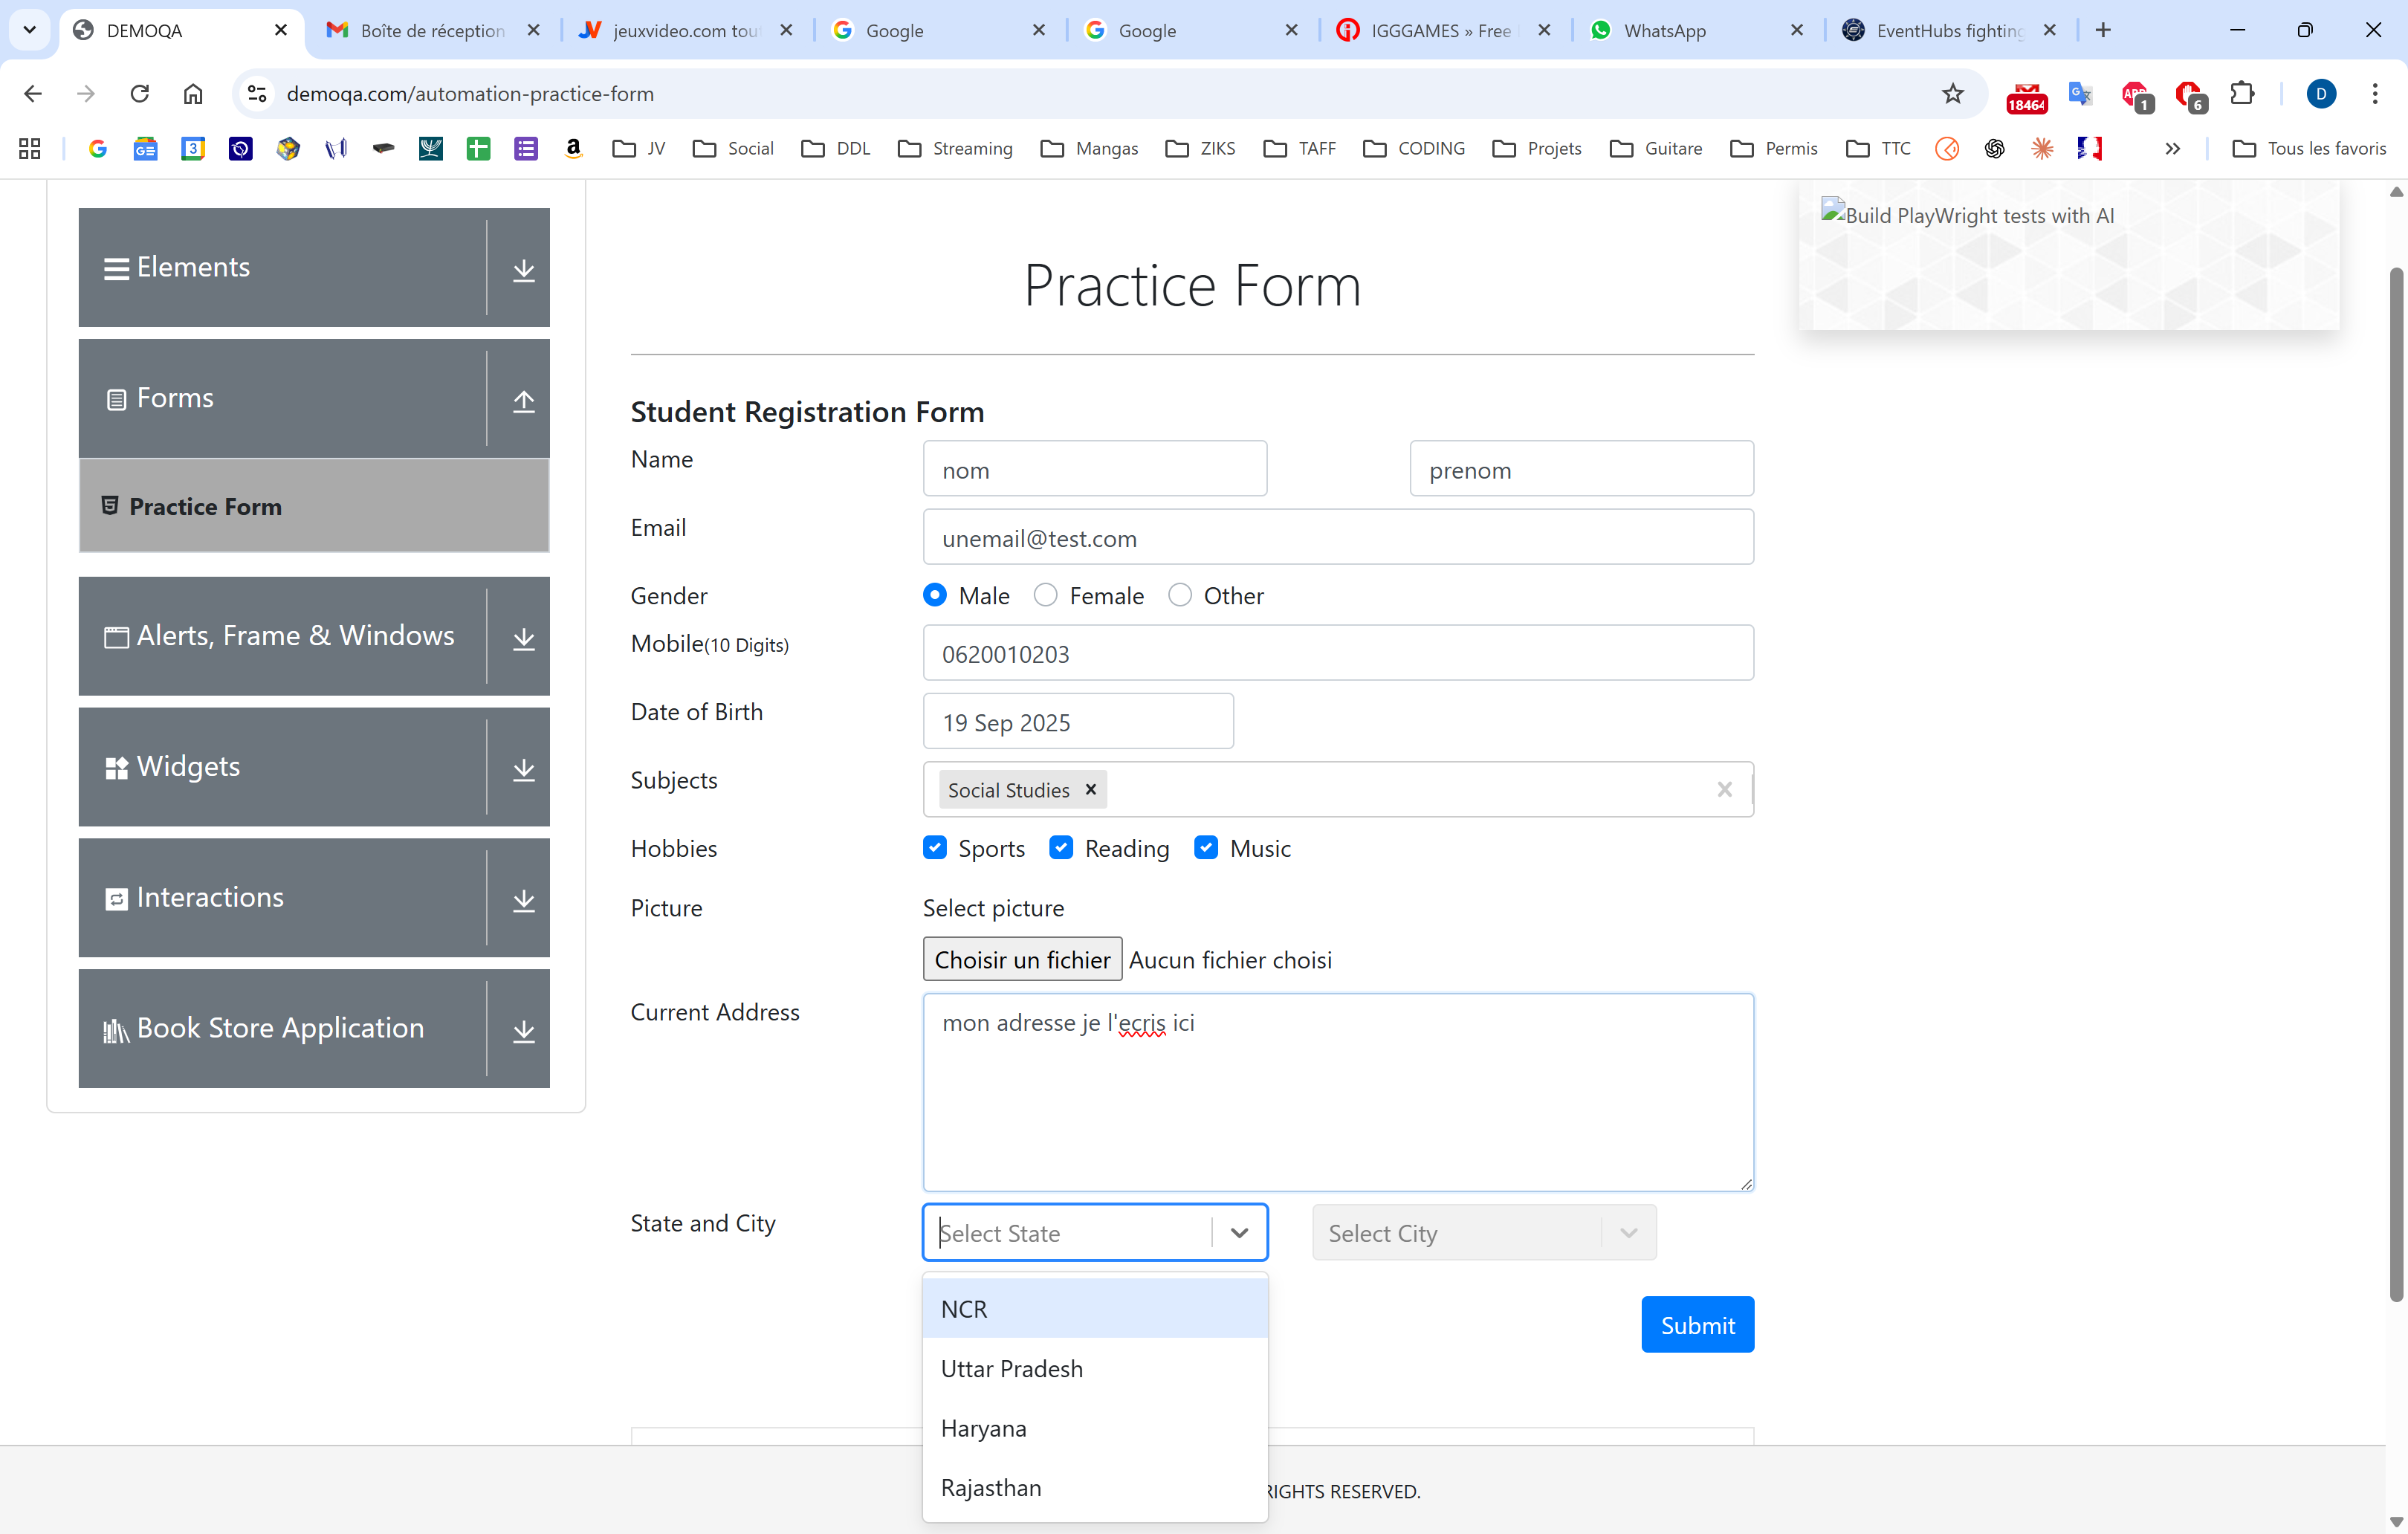 DEMOQA
Boîte de réception
jeuxvideo.com tou
Google
Google
IGGGAMES » Free
WhatsApp
EventHubs fighting
demoqa.com/automation-practice-form
18464
1
6
D
JV
Social
DDL
Streaming
Mangas
ZIKS
TAFF
CODING
Projets
Guitare
Permis
TTC
Tous les favoris
Elements
Forms
Practice Form
Alerts, Frame & Windows
Widgets
Interactions
Book Store Application
Practice Form
Student Registration Form
Name
nom
prenom
Email
unemail@test.com
Gender
Male
Female
Other
Mobile(10 Digits)
0620010203
Date of Birth
19 Sep 2025
Subjects
Social Studies
Hobbies
Sports
Reading
Music
Picture
Select picture
Choisir un fichier
Aucun fichier choisi
Current Address
mon adresse je l'ecris ici
State and City
Select State
Select City
NCR
Uttar Pradesh
Haryana
Rajasthan
Submit
RIGHTS RESERVED.
Build PlayWright tests with AI